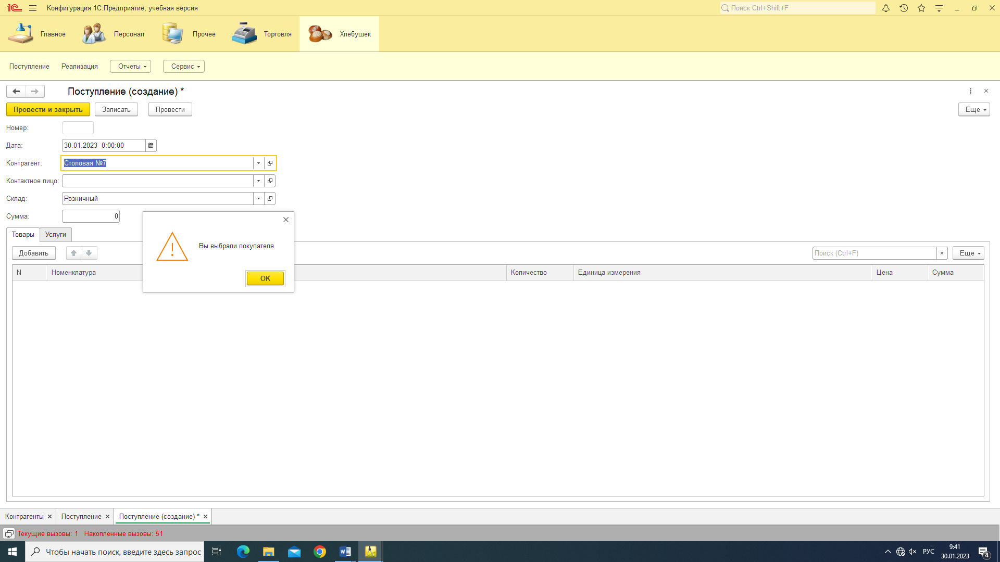 1С Конфигурация 1С:Предприятие, учебная версия Поиск Ctrl+Shift+F
Главное Персонал Прочее Торговля Хлебушек
Поступление Реализация Отчеты Сервис
Поступление (создание) *
Провести и закрыть Записать Провести Еще
Номер:
Дата: 30.01.2023 0:00:00
Контрагент: Столовая №7
Контактное лицо:
Склад: Розничный
Сумма: 0
Товары Услуги
Вы выбрали покупателя
Добавить Поиск (Ctrl+F) × Еще
N Номенклатура Количество Единица измерения Цена Сумма
OK
Контрагенты × Поступление × Поступление (создание) * ×
Текущие вызовы: 1 Накопленные вызовы: 51
Чтобы начать поиск, введите здесь запрос РУС 9:41
30.01.2023 4